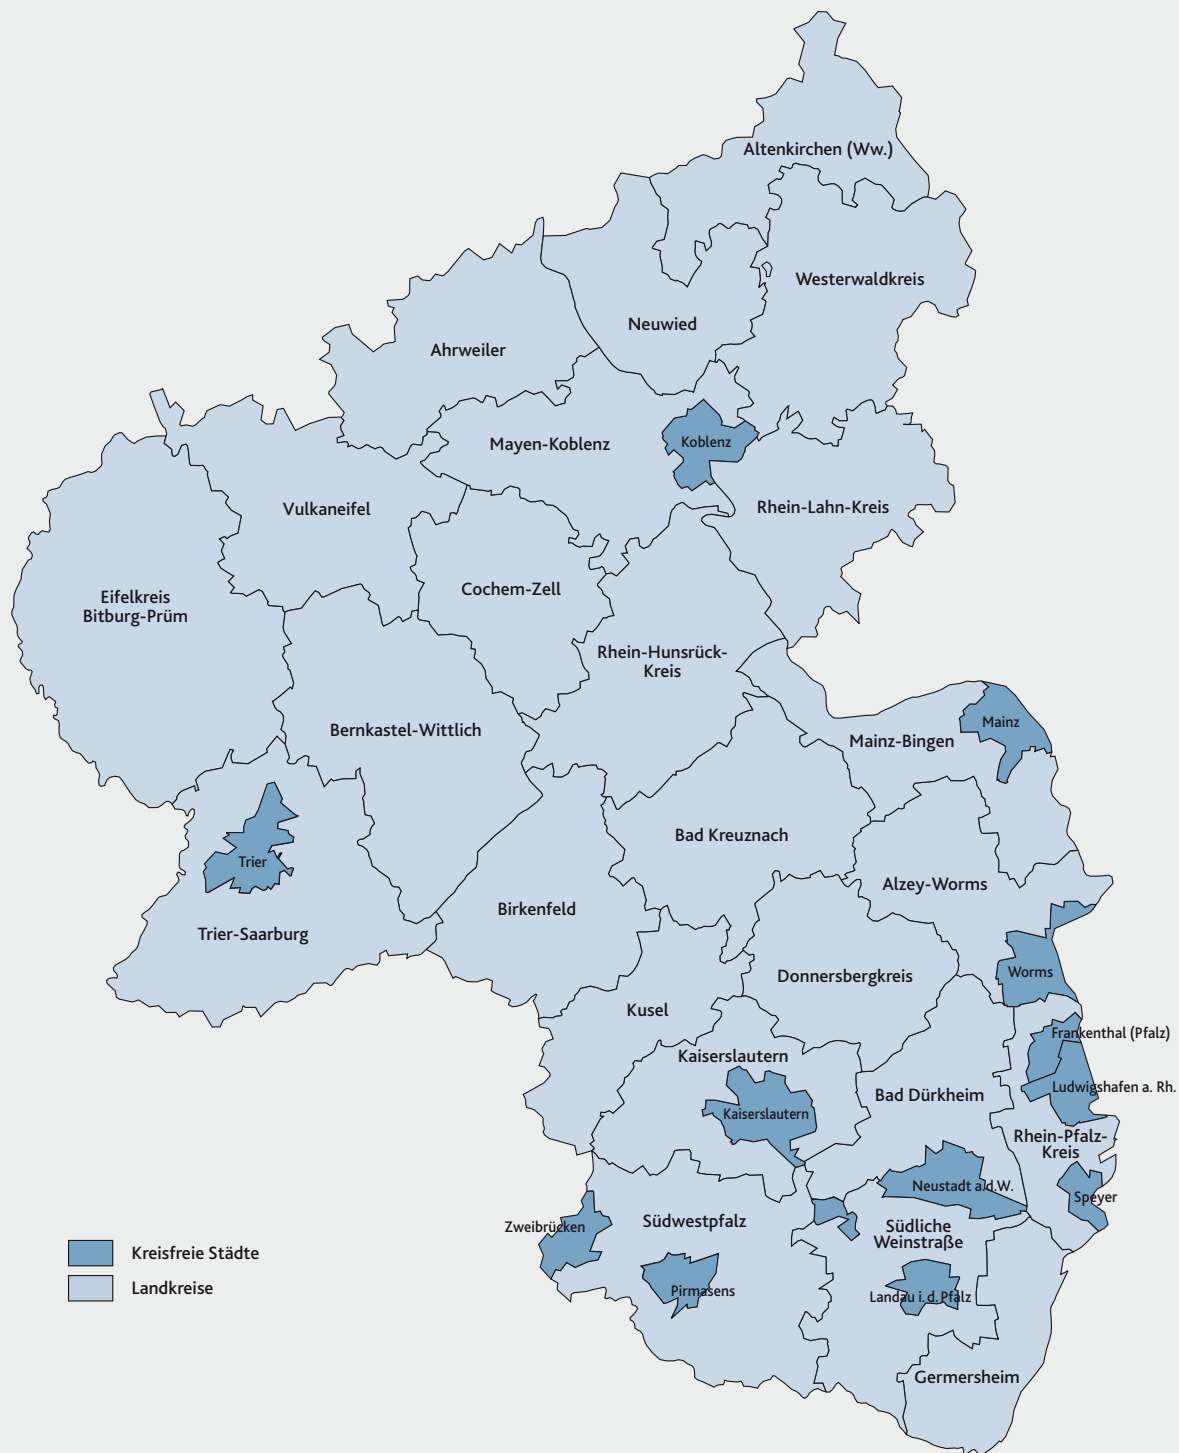 Altenkirchen (Ww.)
Westerwaldkreis
Neuwied
Ahrweiler
Mayen-Koblenz
Koblenz
Vulkaneifel
Rhein-Lahn-Kreis
Cochem-Zell
Eifelkreis
Bitburg-Prüm
Rhein-Hunsrück-
Kreis
Bernkastel-Wittlich
Mainz
Mainz-Bingen
Bad Kreuznach
Trier
Alzey-Worms
Birkenfeld
Trier-Saarburg
Worms
Donnersbergkreis
Kusel
Frankenthal (Pfalz)
Kaiserslautern
Ludwigshafen a. Rh.
Bad Dürkheim
Kaiserslautern
Rhein-Pfalz-
Kreis
Neustadt a.d.W.
Speyer
Zweibrücken
Südwestpfalz
Südliche
Weinstraße
Pirmasens
Landau i. d. Pfalz
Germersheim
Kreisfreie Städte
Landkreise